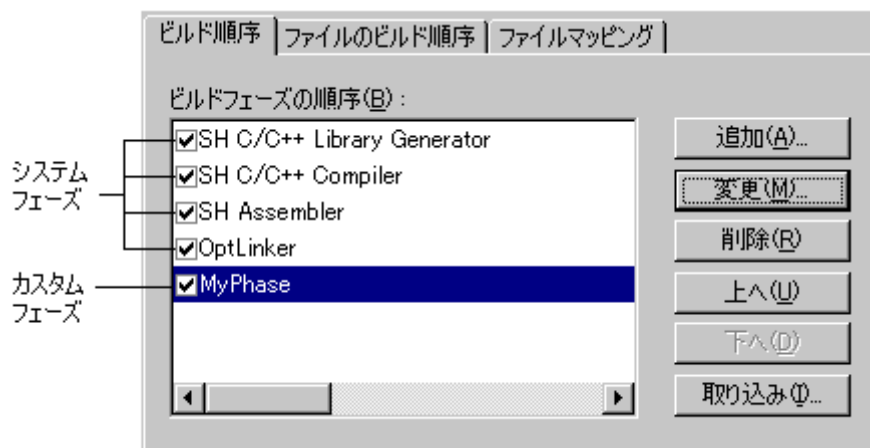 ビルド順序 ファイルのビルド順序 ファイルマッピング
ビルドフェーズの順序(B) :
システム
フェーズ
カスタム
フェーズ
SH C/C++ Library Generator
SH C/C++ Compiler
SH Assembler
OptLinker
MyPhase
追加(A)...
変更(M)...
削除(R)
上へ(U)
下へ(D)
取り込み(I)...